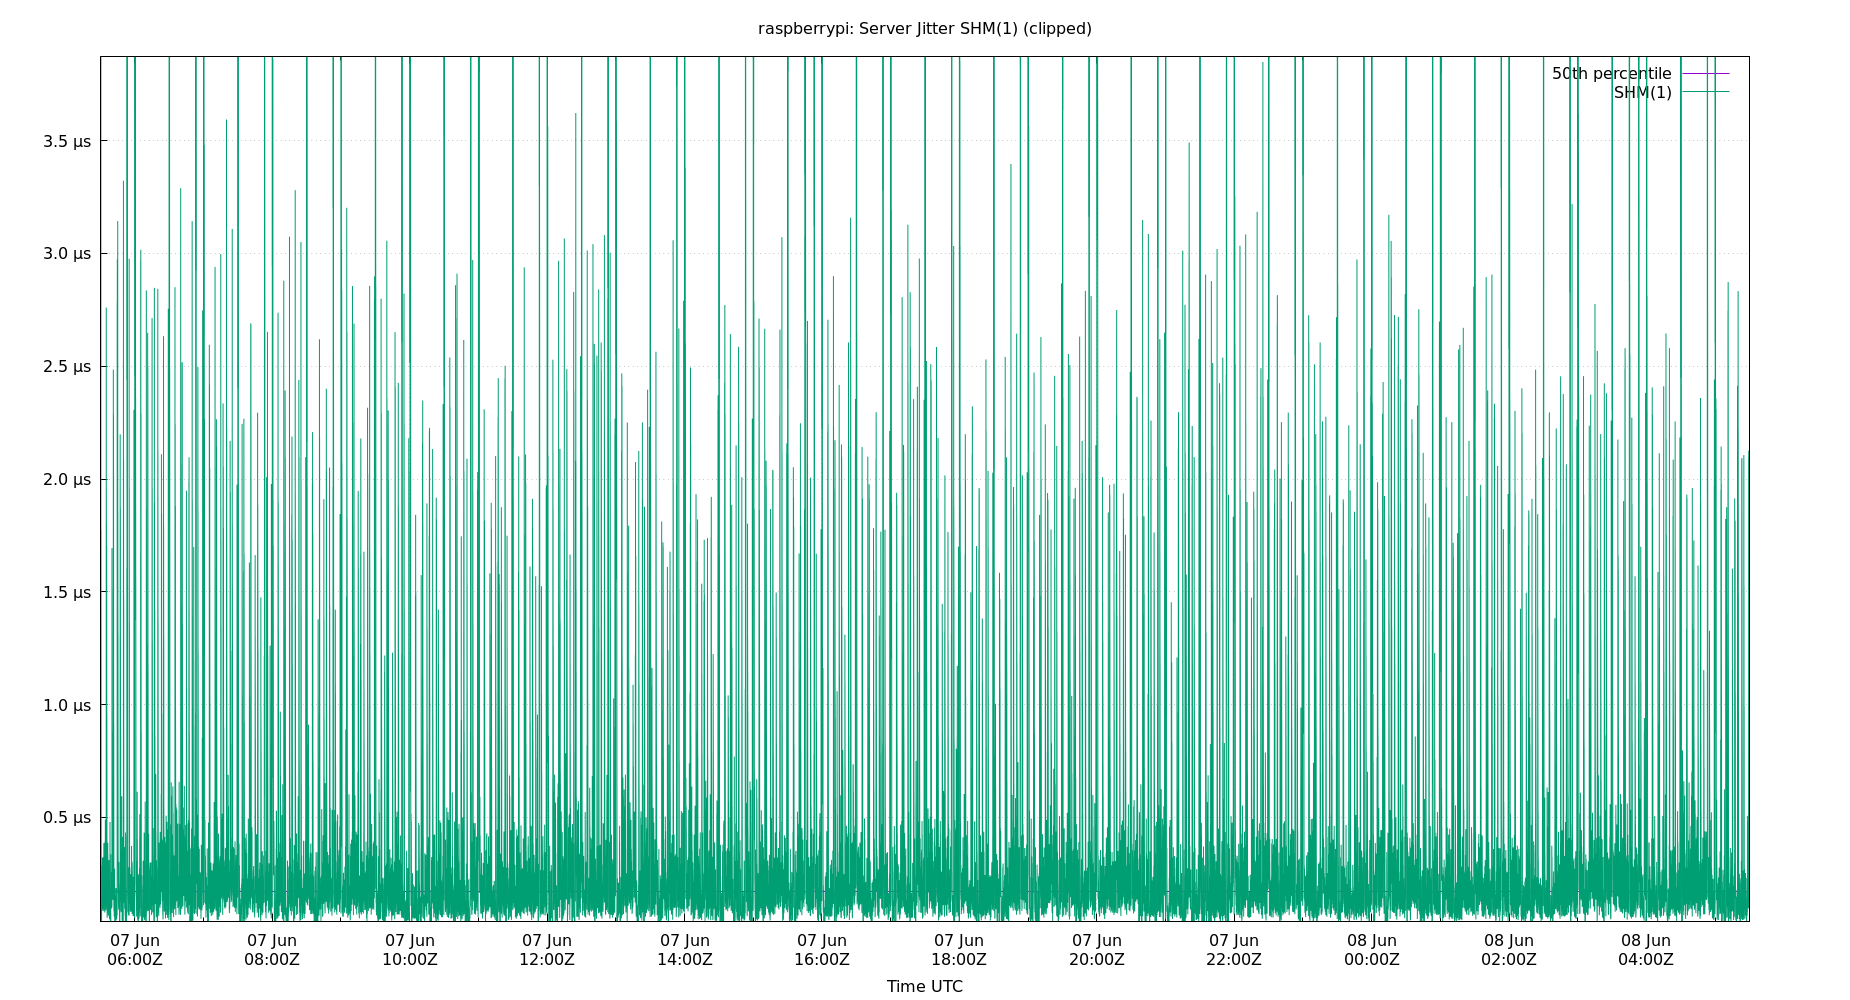 raspberrypi: Server Jitter SHM(1) (clipped)
50th percentile
SHM(1)
3.5 µs
3.0 µs
2.5 µs
2.0 µs
1.5 µs
1.0 µs
0.5 µs
07 Jun 07 Jun 07 Jun 07 Jun 07 Jun 07 Jun 07 Jun 07 Jun 07 Jun 08 Jun 08 Jun 08 Jun
06:00Z 08:00Z 10:00Z 12:00Z 14:00Z 16:00Z 18:00Z 20:00Z 22:00Z 00:00Z 02:00Z 04:00Z
Time UTC